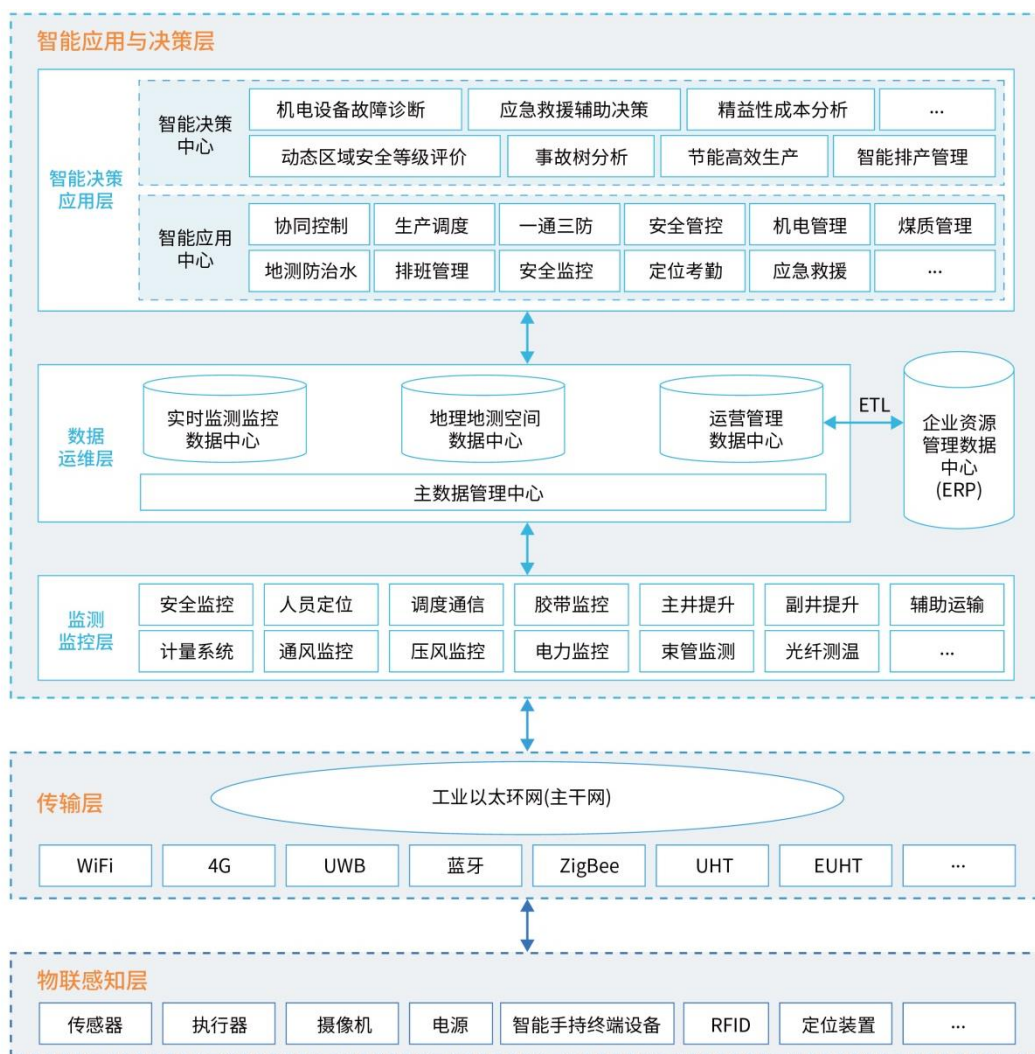 智能应用与决策层
智能决策
应用层
智能决策
中心
机电设备故障诊断
应急救援辅助决策
精益性成本分析
...
动态区域安全等级评价
事故树分析
节能高效生产
智能排产管理
智能应用
中心
协同控制
生产调度
一通三防
安全管控
机电管理
煤质管理
地测防治水
排班管理
安全监控
定位考勤
应急救援
...
数据
运维层
实时监测监控
数据中心
地理地测空间
数据中心
运营管理
数据中心
主数据管理中心
ETL
企业资源
管理数据
中心
(ERP)
监测
监控层
安全监控
人员定位
调度通信
胶带监控
主井提升
副井提升
辅助运输
计量系统
通风监控
压风监控
电力监控
束管监测
光纤测温
...
传输层
工业以太环网(主干网)
WiFi
4G
UWB
蓝牙
ZigBee
UHT
EUHT
...
物联感知层
传感器
执行器
摄像机
电源
智能手持终端设备
RFID
定位装置
...